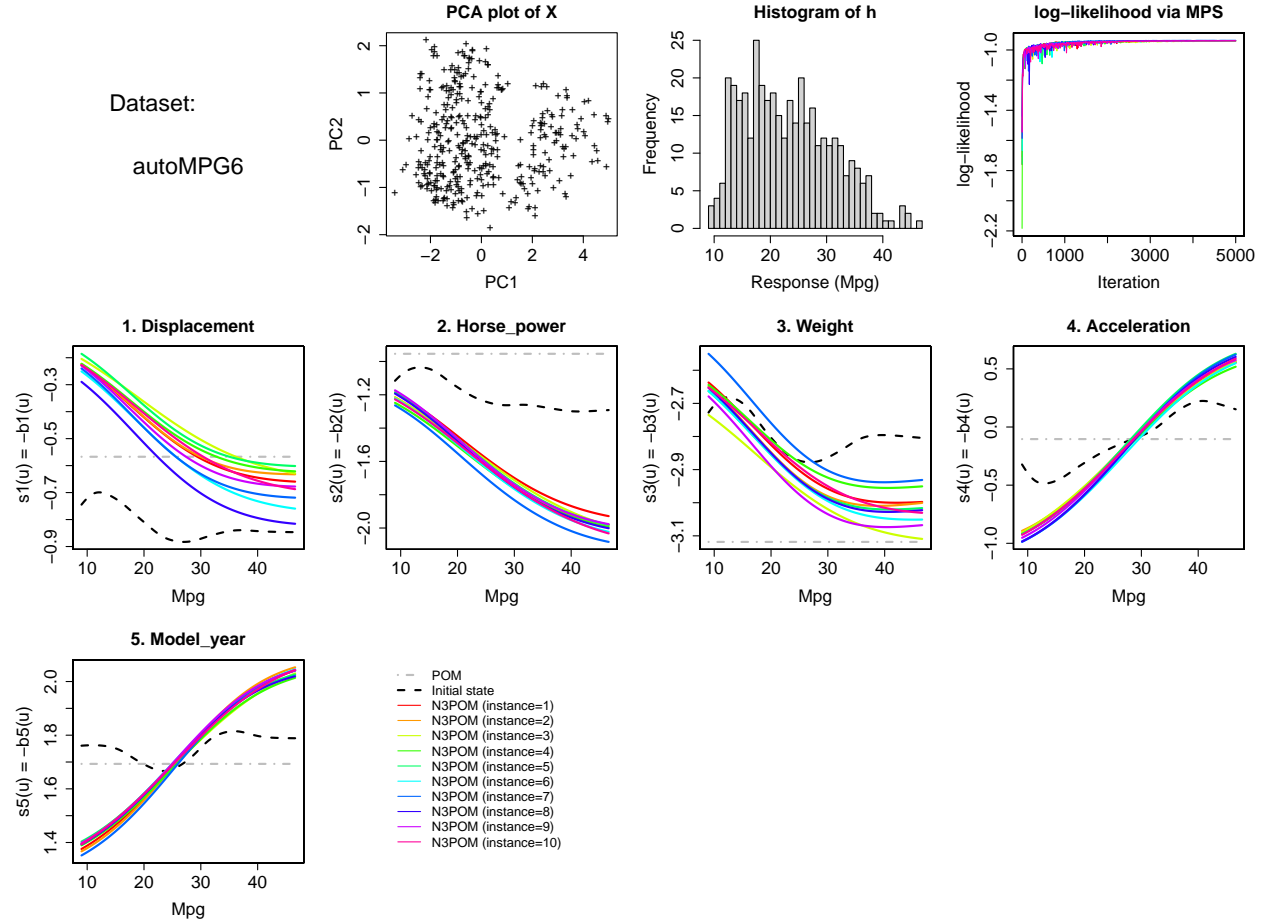 Dataset:
autoMPG6
PCA plot of X
PC2
−2 −1 0 1 2
−2 0 2 4
PC1
Histogram of h
Frequency
0 5 10 15 20 25
10 20 30 40
Response (Mpg)
log−likelihood via MPS
log−likelihood
−2.2 −1.8 −1.4 −1.0
0 1000 3000 5000
Iteration
1. Displacement
s1(u) = −b1(u)
−0.9 −0.7 −0.5 −0.3
10 20 30 40
Mpg
2. Horse_power
s2(u) = −b2(u)
−2.0 −1.6 −1.2
10 20 30 40
Mpg
3. Weight
s3(u) = −b3(u)
−3.1 −2.9 −2.7
10 20 30 40
Mpg
4. Acceleration
s4(u) = −b4(u)
−1.0 −0.5 0.0 0.5
10 20 30 40
Mpg
5. Model_year
s5(u) = −b5(u)
1.4 1.6 1.8 2.0
10 20 30 40
Mpg
POM
Initial state
N3POM (instance=1)
N3POM (instance=2)
N3POM (instance=3)
N3POM (instance=4)
N3POM (instance=5)
N3POM (instance=6)
N3POM (instance=7)
N3POM (instance=8)
N3POM (instance=9)
N3POM (instance=10)